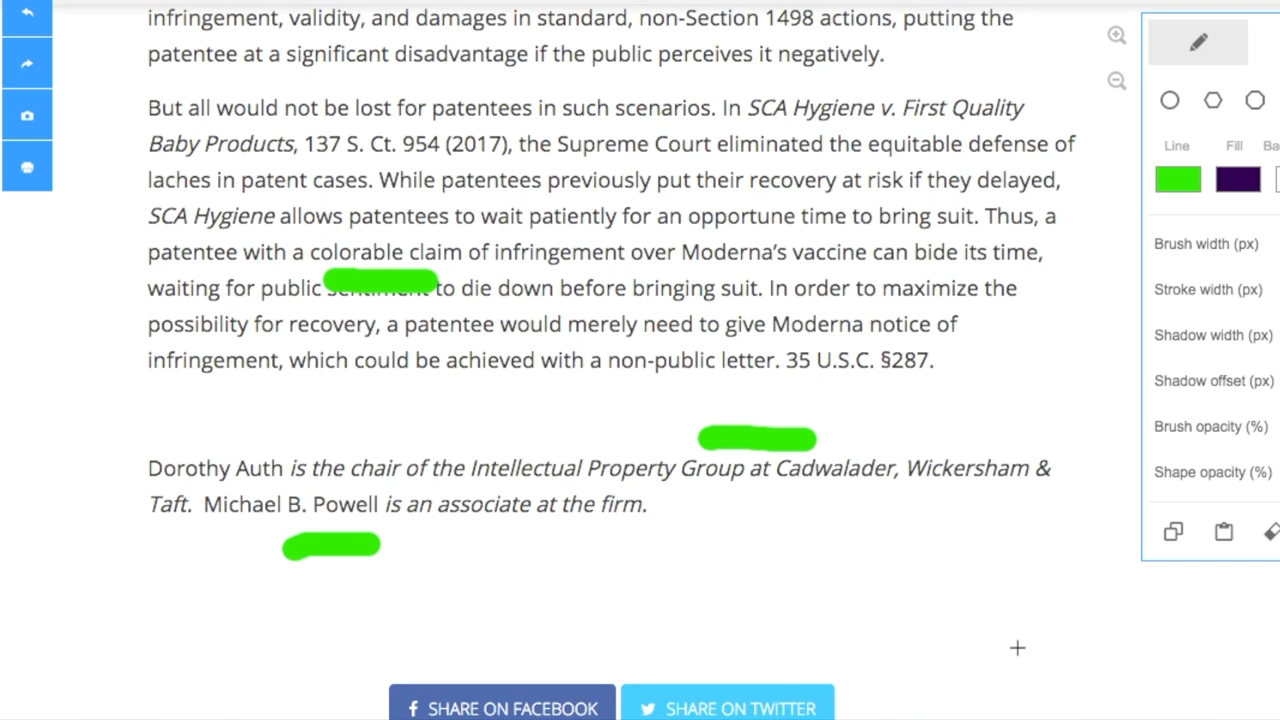 infringement, validity, and damages in standard, non-Section 1498 actions, putting the
patentee at a significant disadvantage if the public perceives it negatively.
But all would not be lost for patentees in such scenarios. In SCA Hygiene v. First Quality
Baby Products, 137 S. Ct. 954 (2017), the Supreme Court eliminated the equitable defense of
laches in patent cases. While patentees previously put their recovery at risk if they delayed,
SCA Hygiene allows patentees to wait patiently for an opportune time to bring suit. Thus, a
patentee with a colorable claim of infringement over Moderna's vaccine can bide its time,
waiting for public sentiment to die down before bringing suit. In order to maximize the
possibility for recovery, a patentee would merely need to give Moderna notice of
infringement, which could be achieved with a non-public letter. 35 U.S.C. §287.
Dorothy Auth is the chair of the Intellectual Property Group at Cadwalader, Wickersham &
Taft. Michael B. Powell is an associate at the firm.
SHARE ON FACEBOOK
SHARE ON TWITTER
Line Fill Ba
Brush width (px)
Stroke width (px)
Shadow width (px)
Shadow offset (px)
Brush opacity (%)
Shape opacity (%)